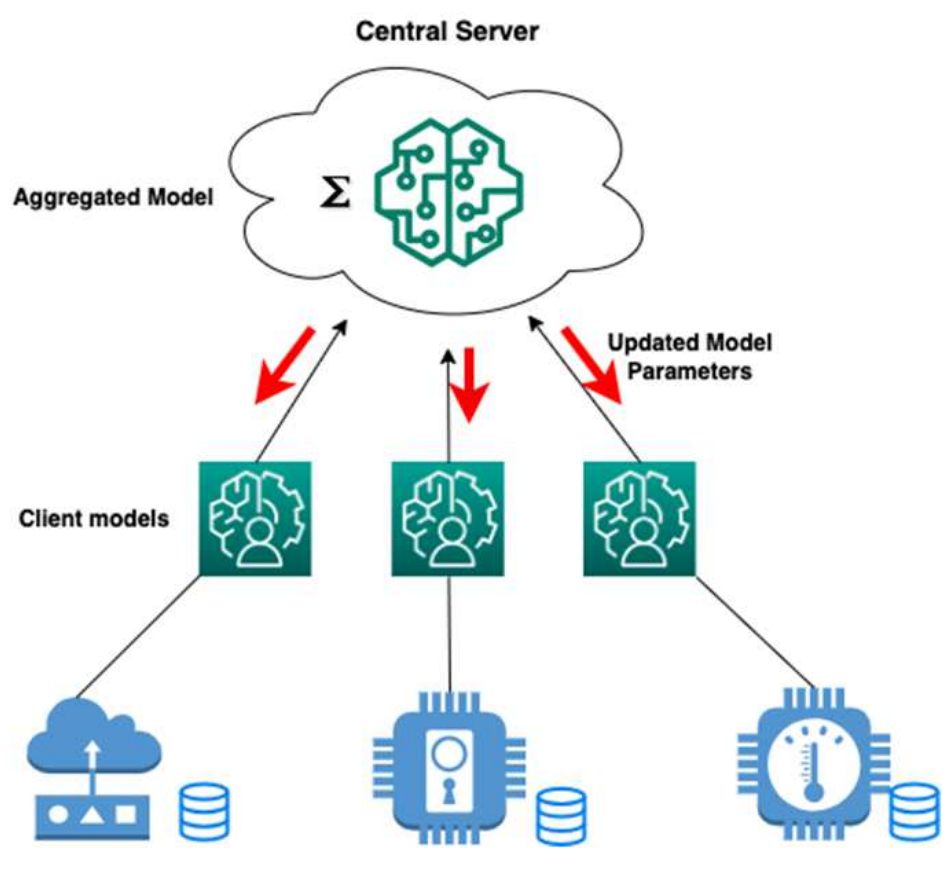 Central Server
Aggregated Model
Σ
Updated Model
Parameters
Client models